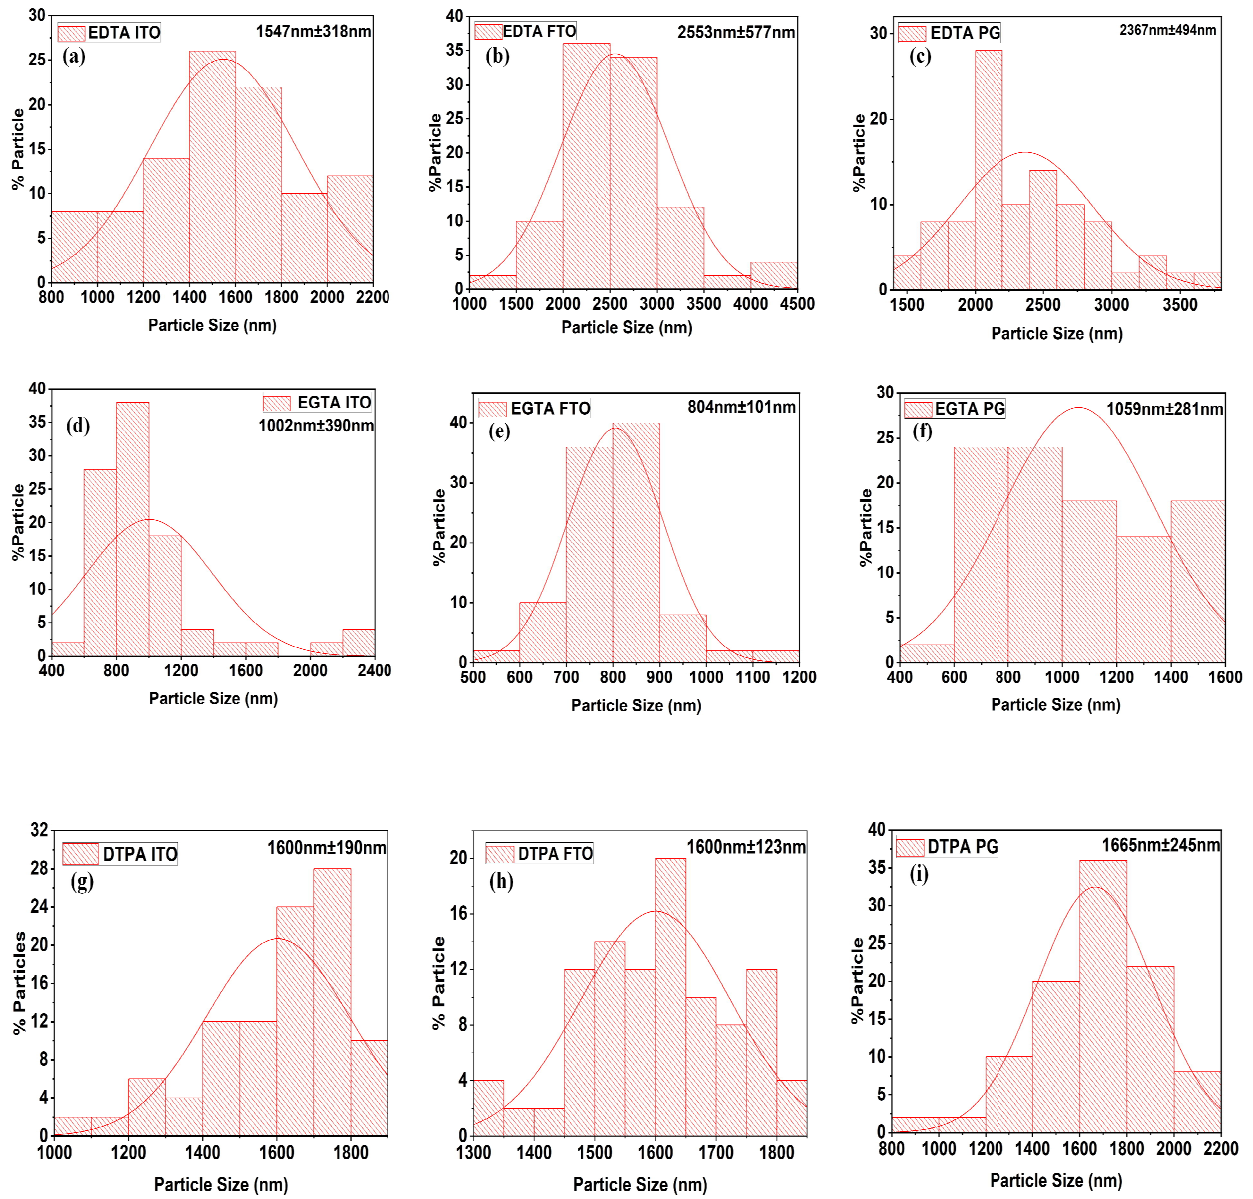 EDTA ITO
1547nm±318nm
(a)
30
25
20
15
10
5
0
% Particle
800 1000 1200 1400 1600 1800 2000 2200
Particle Size (nm)
EDTA FTO
2553nm±577nm
(b)
40
35
30
25
20
15
10
5
0
%Particle
1000 1500 2000 2500 3000 3500 4000 4500
Particle Size (nm)
EDTA PG
2367nm±494nm
(c)
30
20
10
0
%Particle
1500 2000 2500 3000 3500
Particle Size (nm)
EGTA ITO
1002nm±390nm
(d)
40
35
30
25
20
15
10
5
0
%Particle
400 800 1200 1600 2000 2400
Particle Size (nm)
EGTA FTO
804nm±101nm
(e)
40
30
20
10
0
%Particle
500 600 700 800 900 1000 1100 1200
Particle Size (nm)
EGTA PG
1059nm±281nm
(f)
30
25
20
15
10
5
0
%Particle
400 600 800 1000 1200 1400 1600
Particle Size (nm)
DTPA ITO
1600nm±190nm
(g)
32
28
24
20
16
12
8
4
0
% Particles
1000 1200 1400 1600 1800
Particle Size (nm)
DTPA FTO
1600nm±123nm
(h)
20
16
12
8
4
0
% Particle
1300 1400 1500 1600 1700 1800
Particle Size (nm)
DTPA PG
1665nm±245nm
(i)
40
35
30
25
20
15
10
5
0
%Particle
800 1000 1200 1400 1600 1800 2000 2200
Particle Size (nm)